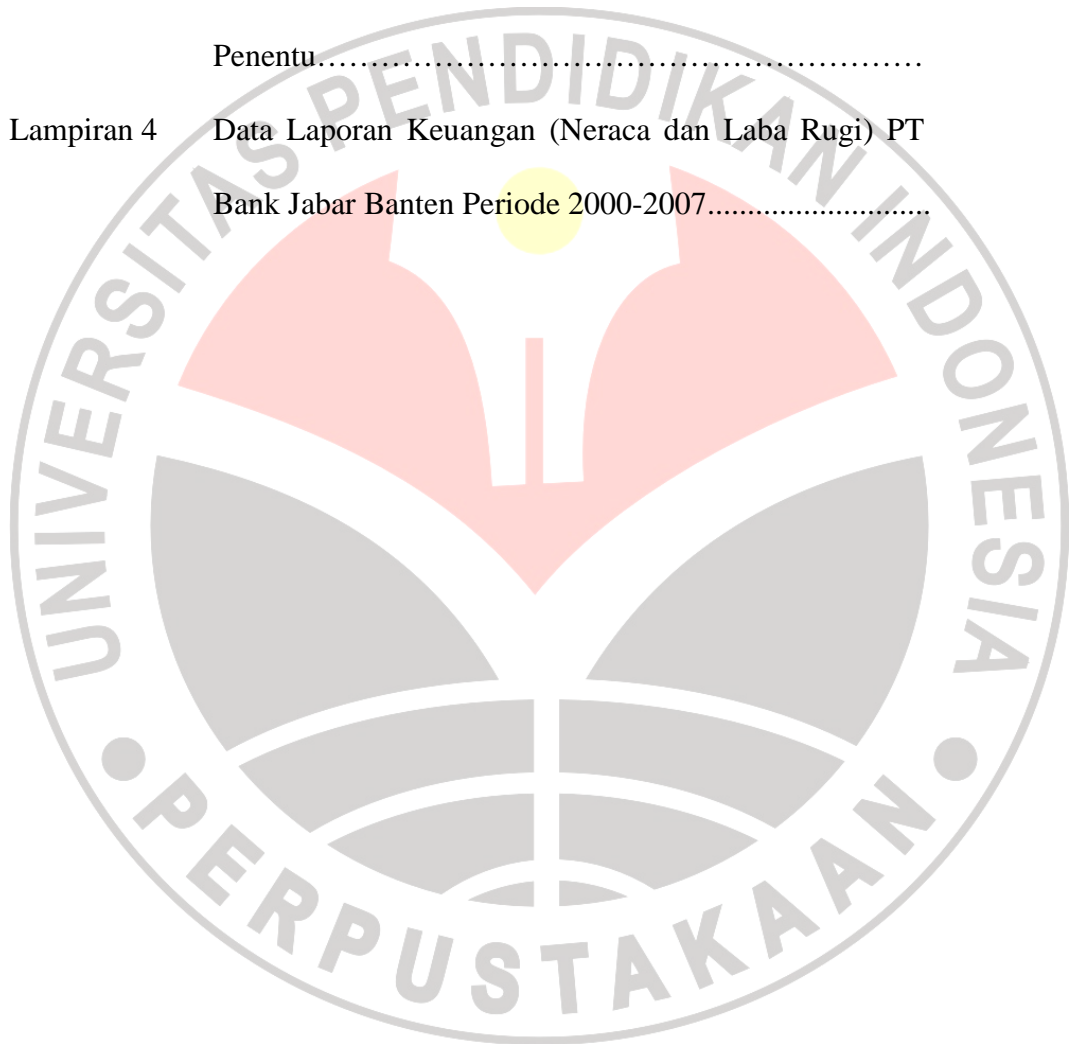 Penentu……………………………………………………
Lampiran 4 Data Laporan Keuangan (Neraca dan Laba Rugi) PT
Bank Jabar Banten Periode 2000-2007............................
UNIVERSITAS PENDIDIKAN INDONESIA
PERPUSTAKAAN